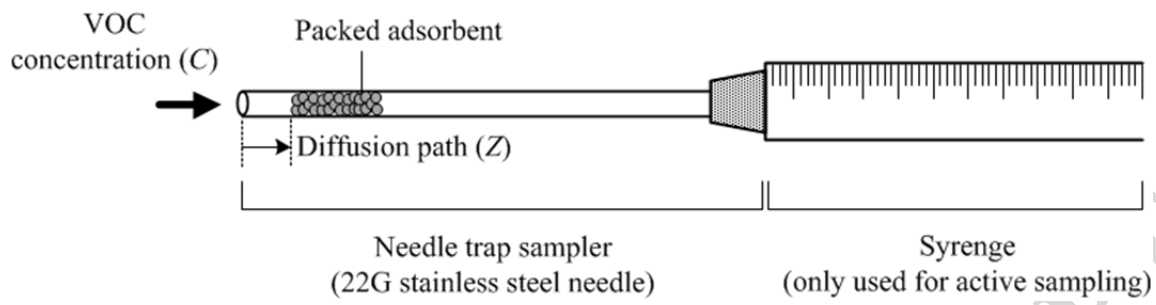 VOC
concentration (C)
Packed adsorbent
Diffusion path (Z)
Needle trap sampler
(22G stainless steel needle)
Syrenge
(only used for active sampling)